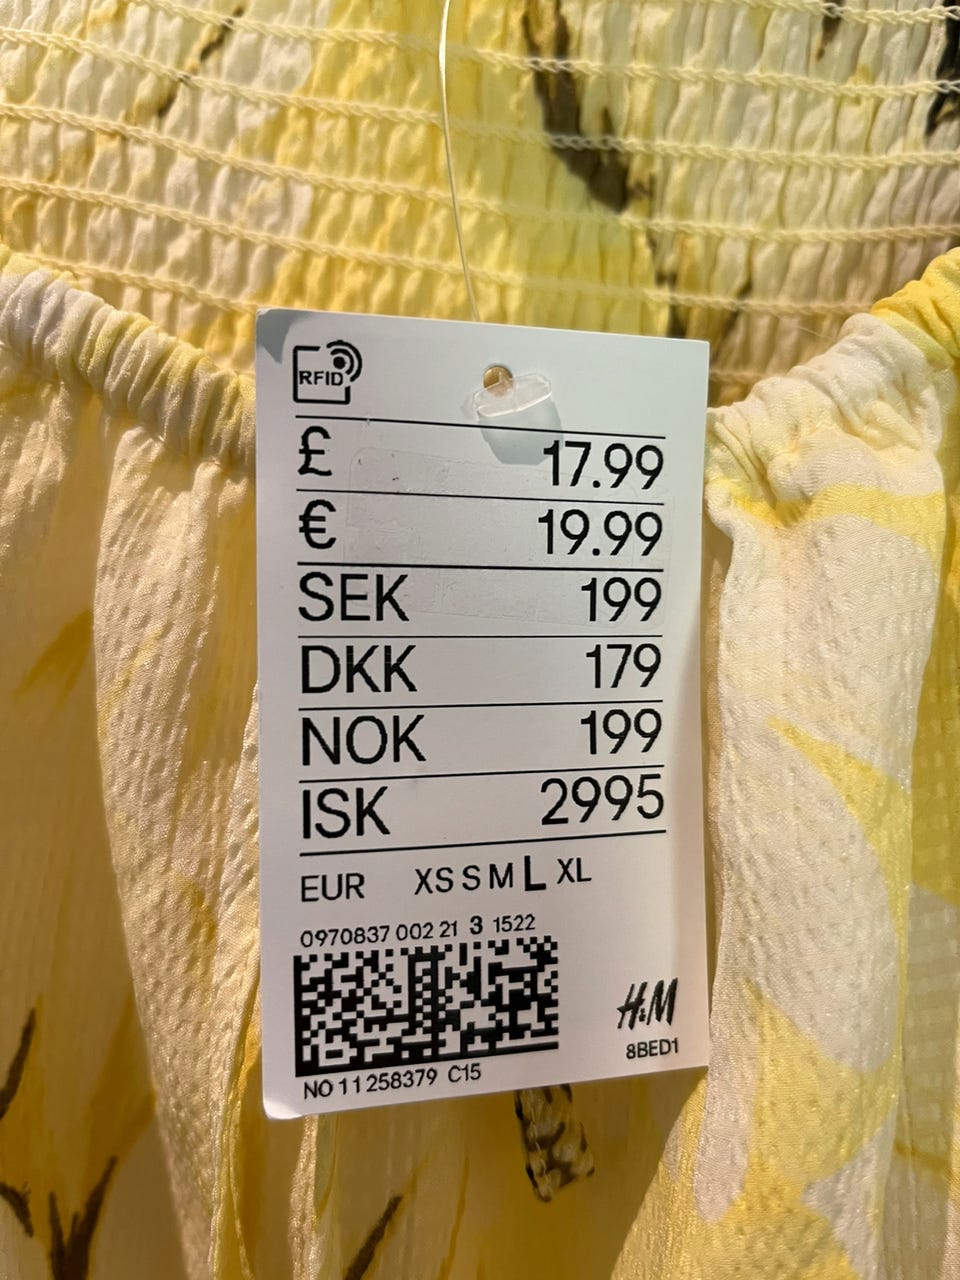 RFID
£ 17.99
€ 19.99
SEK 199
DKK 179
NOK 199
ISK 2995
EUR XS S M L XL
0970837 002 21 3 1522
H&M
8BED1
NO 11 258379 C15